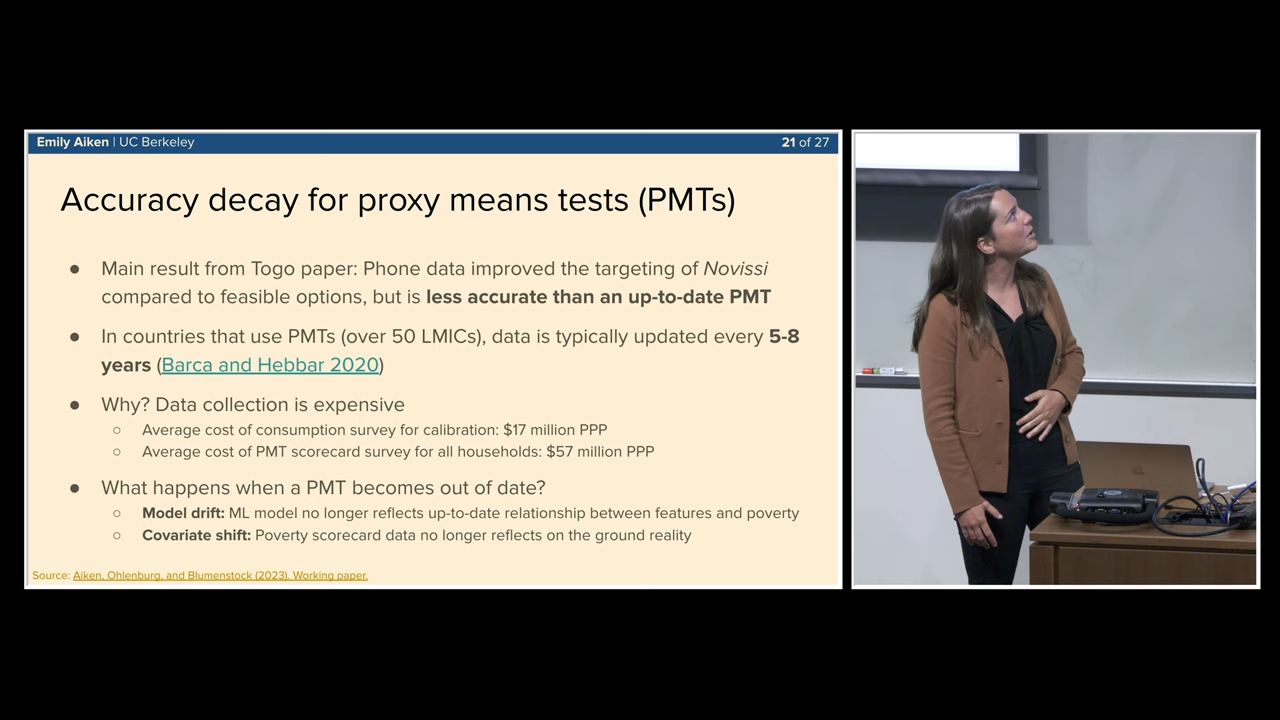 Emily Aiken | UC Berkeley
21 of 27
Accuracy decay for proxy means tests (PMTs)
● Main result from Togo paper: Phone data improved the targeting of Novissi
compared to feasible options, but is less accurate than an up-to-date PMT
● In countries that use PMTs (over 50 LMICs), data is typically updated every 5-8
years (Barca and Hebbar 2020)
● Why? Data collection is expensive
○ Average cost of consumption survey for calibration: $17 million PPP
○ Average cost of PMT scorecard survey for all households: $57 million PPP
● What happens when a PMT becomes out of date?
○ Model drift: ML model no longer reflects up-to-date relationship between features and poverty
○ Covariate shift: Poverty scorecard data no longer reflects on the ground reality
Source: Aiken, Ohlenburg, and Blumenstock (2023). Working paper.